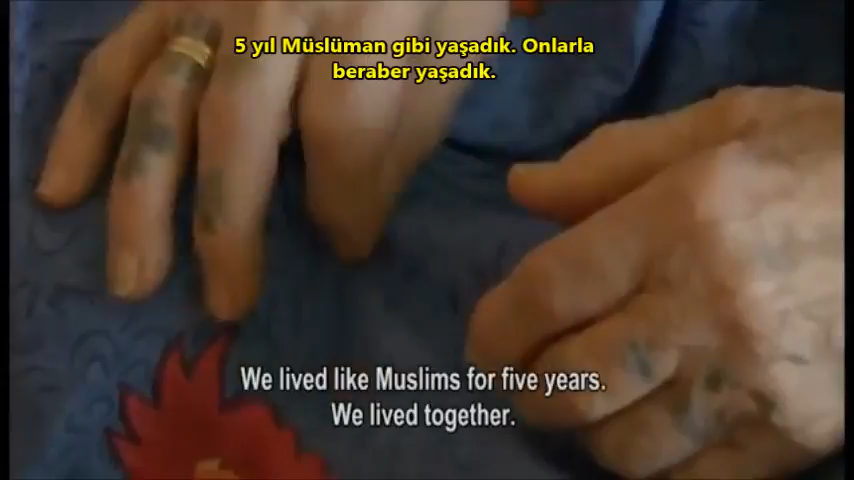 5 yıl Müslüman gibi yaşadık. Onlarla
beraber yaşadık.
We lived like Muslims for five years.
We lived together.